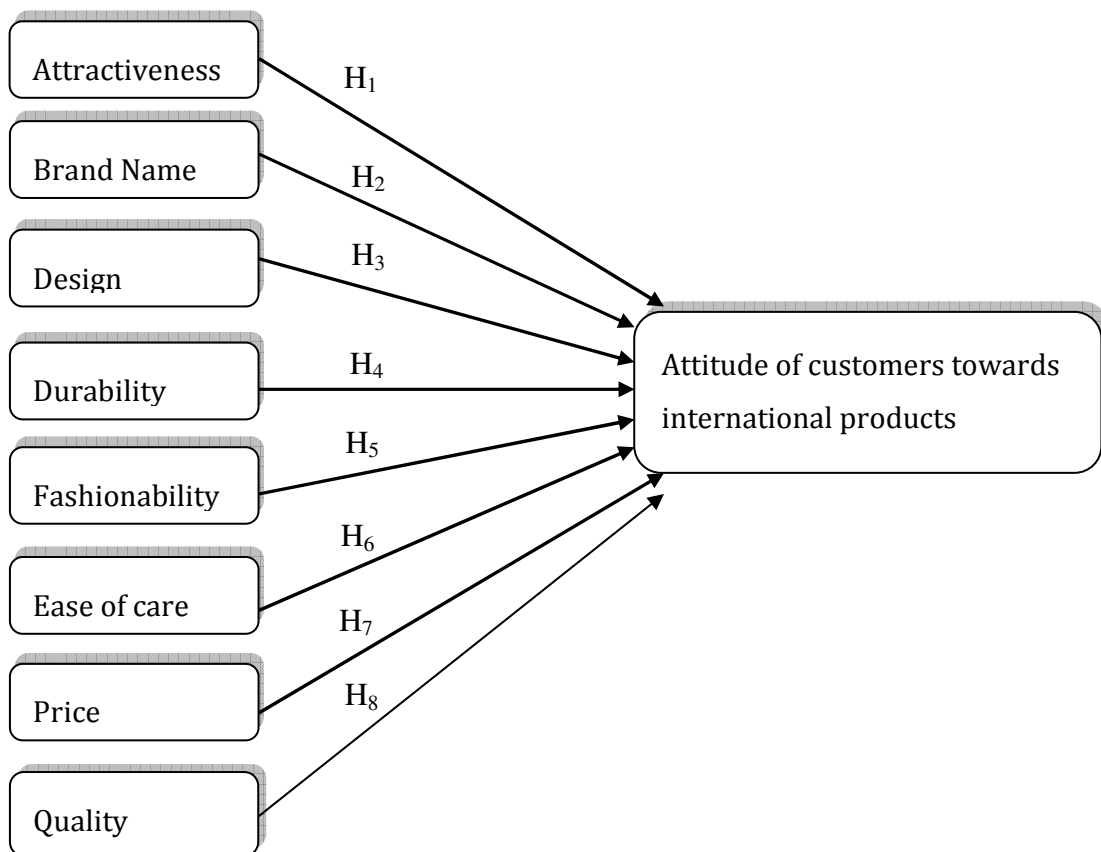 Attractiveness
H₁
Brand Name
H₂
Design
H₃
Durability
H₄
Attitude of customers towards
international products
Fashionability
H₅
Ease of care
H₆
Price
H₇
Quality
H₈